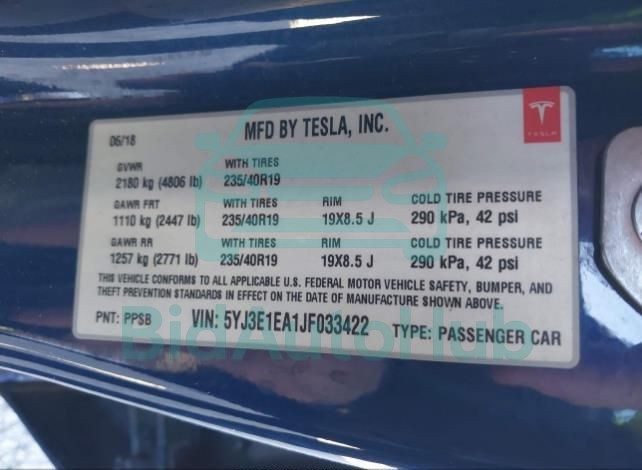 MFD BY TESLA, INC.
TESLA
06/18
GVWR WITH TIRES
2180 kg (4806 lb) 235/40R19
GAWR FRT WITH TIRES RIM COLD TIRE PRESSURE
1110 kg (2447 lb) 235/40R19 19X8.5 J 290 kPa, 42 psi
GAWR RR WITH TIRES RIM COLD TIRE PRESSURE
1257 kg (2771 lb) 235/40R19 19X8.5 J 290 kPa, 42 psi
THIS VEHICLE CONFORMS TO ALL APPLICABLE U.S. FEDERAL MOTOR VEHICLE SAFETY, BUMPER, AND
THEFT PREVENTION STANDARDS IN EFFECT ON THE DATE OF MANUFACTURE SHOWN ABOVE.
PNT: PPSB VIN: 5YJ3E1EA1JF033422 TYPE: PASSENGER CAR
BidAutoHub